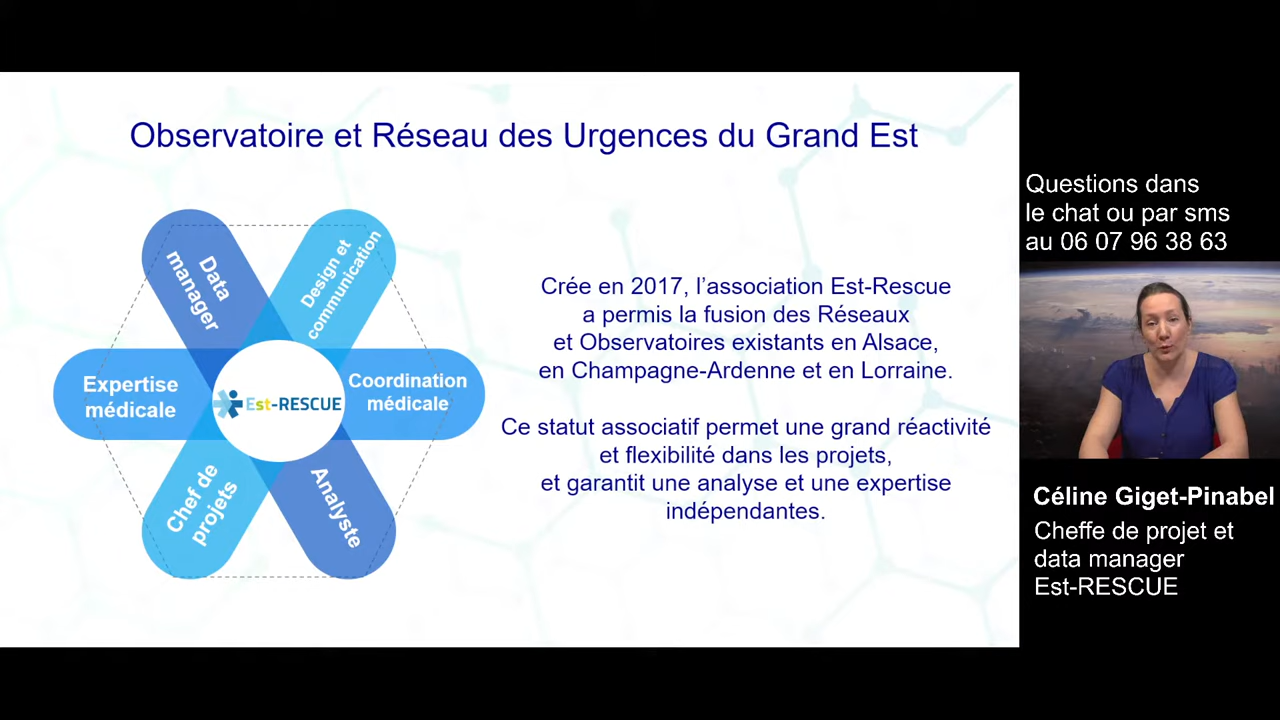 Observatoire et Réseau des Urgences du Grand Est
Data
manager
Design et
communication
Expertise
médicale
Est-RESCUE
Coordination
médicale
Chef de
projets
Analyste
Crée en 2017, l'association Est-Rescue
a permis la fusion des Réseaux
et Observatoires existants en Alsace,
en Champagne-Ardenne et en Lorraine.
Ce statut associatif permet une grand réactivité
et flexibilité dans les projets,
et garantit une analyse et une expertise
indépendantes.
Questions dans
le chat ou par sms
au 06 07 96 38 63
Céline Giget-Pinabel
Cheffe de projet et
data manager
Est-RESCUE